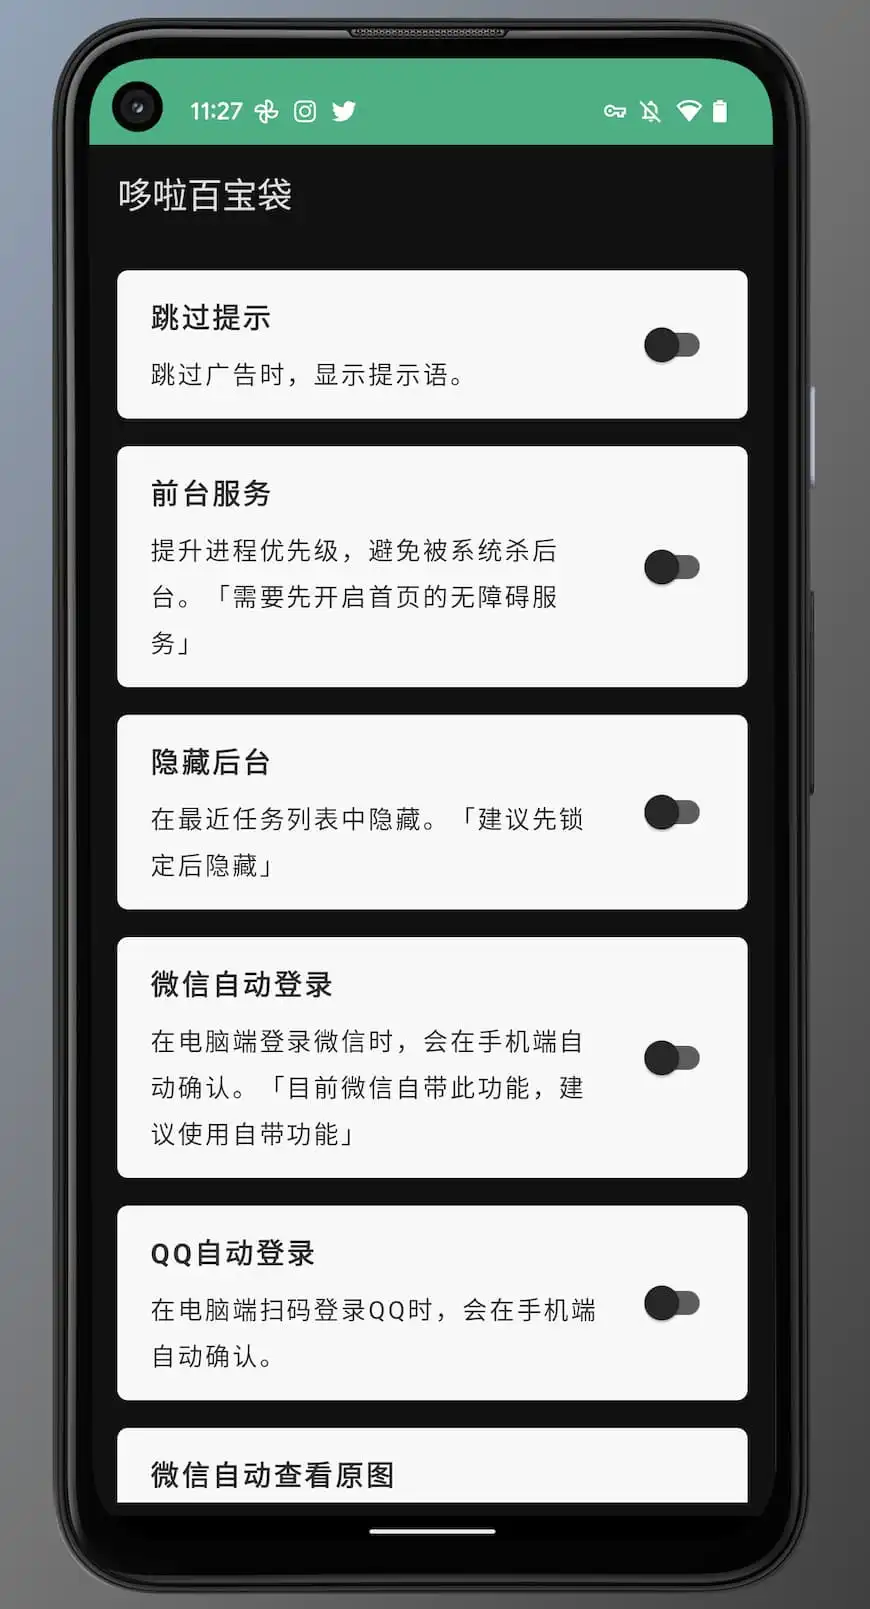 11:27
哆啦百宝袋
跳过提示
跳过广告时，显示提示语。
前台服务
提升进程优先级，避免被系统杀后
台。「需要先开启首页的无障碍服
务」
隐藏后台
在最近任务列表中隐藏。「建议先锁
定后隐藏」
微信自动登录
在电脑端登录微信时，会在手机端自
动确认。「目前微信自带此功能，建
议使用自带功能」
QQ自动登录
在电脑端扫码登录QQ时，会在手机端
自动确认。
微信自动查看原图